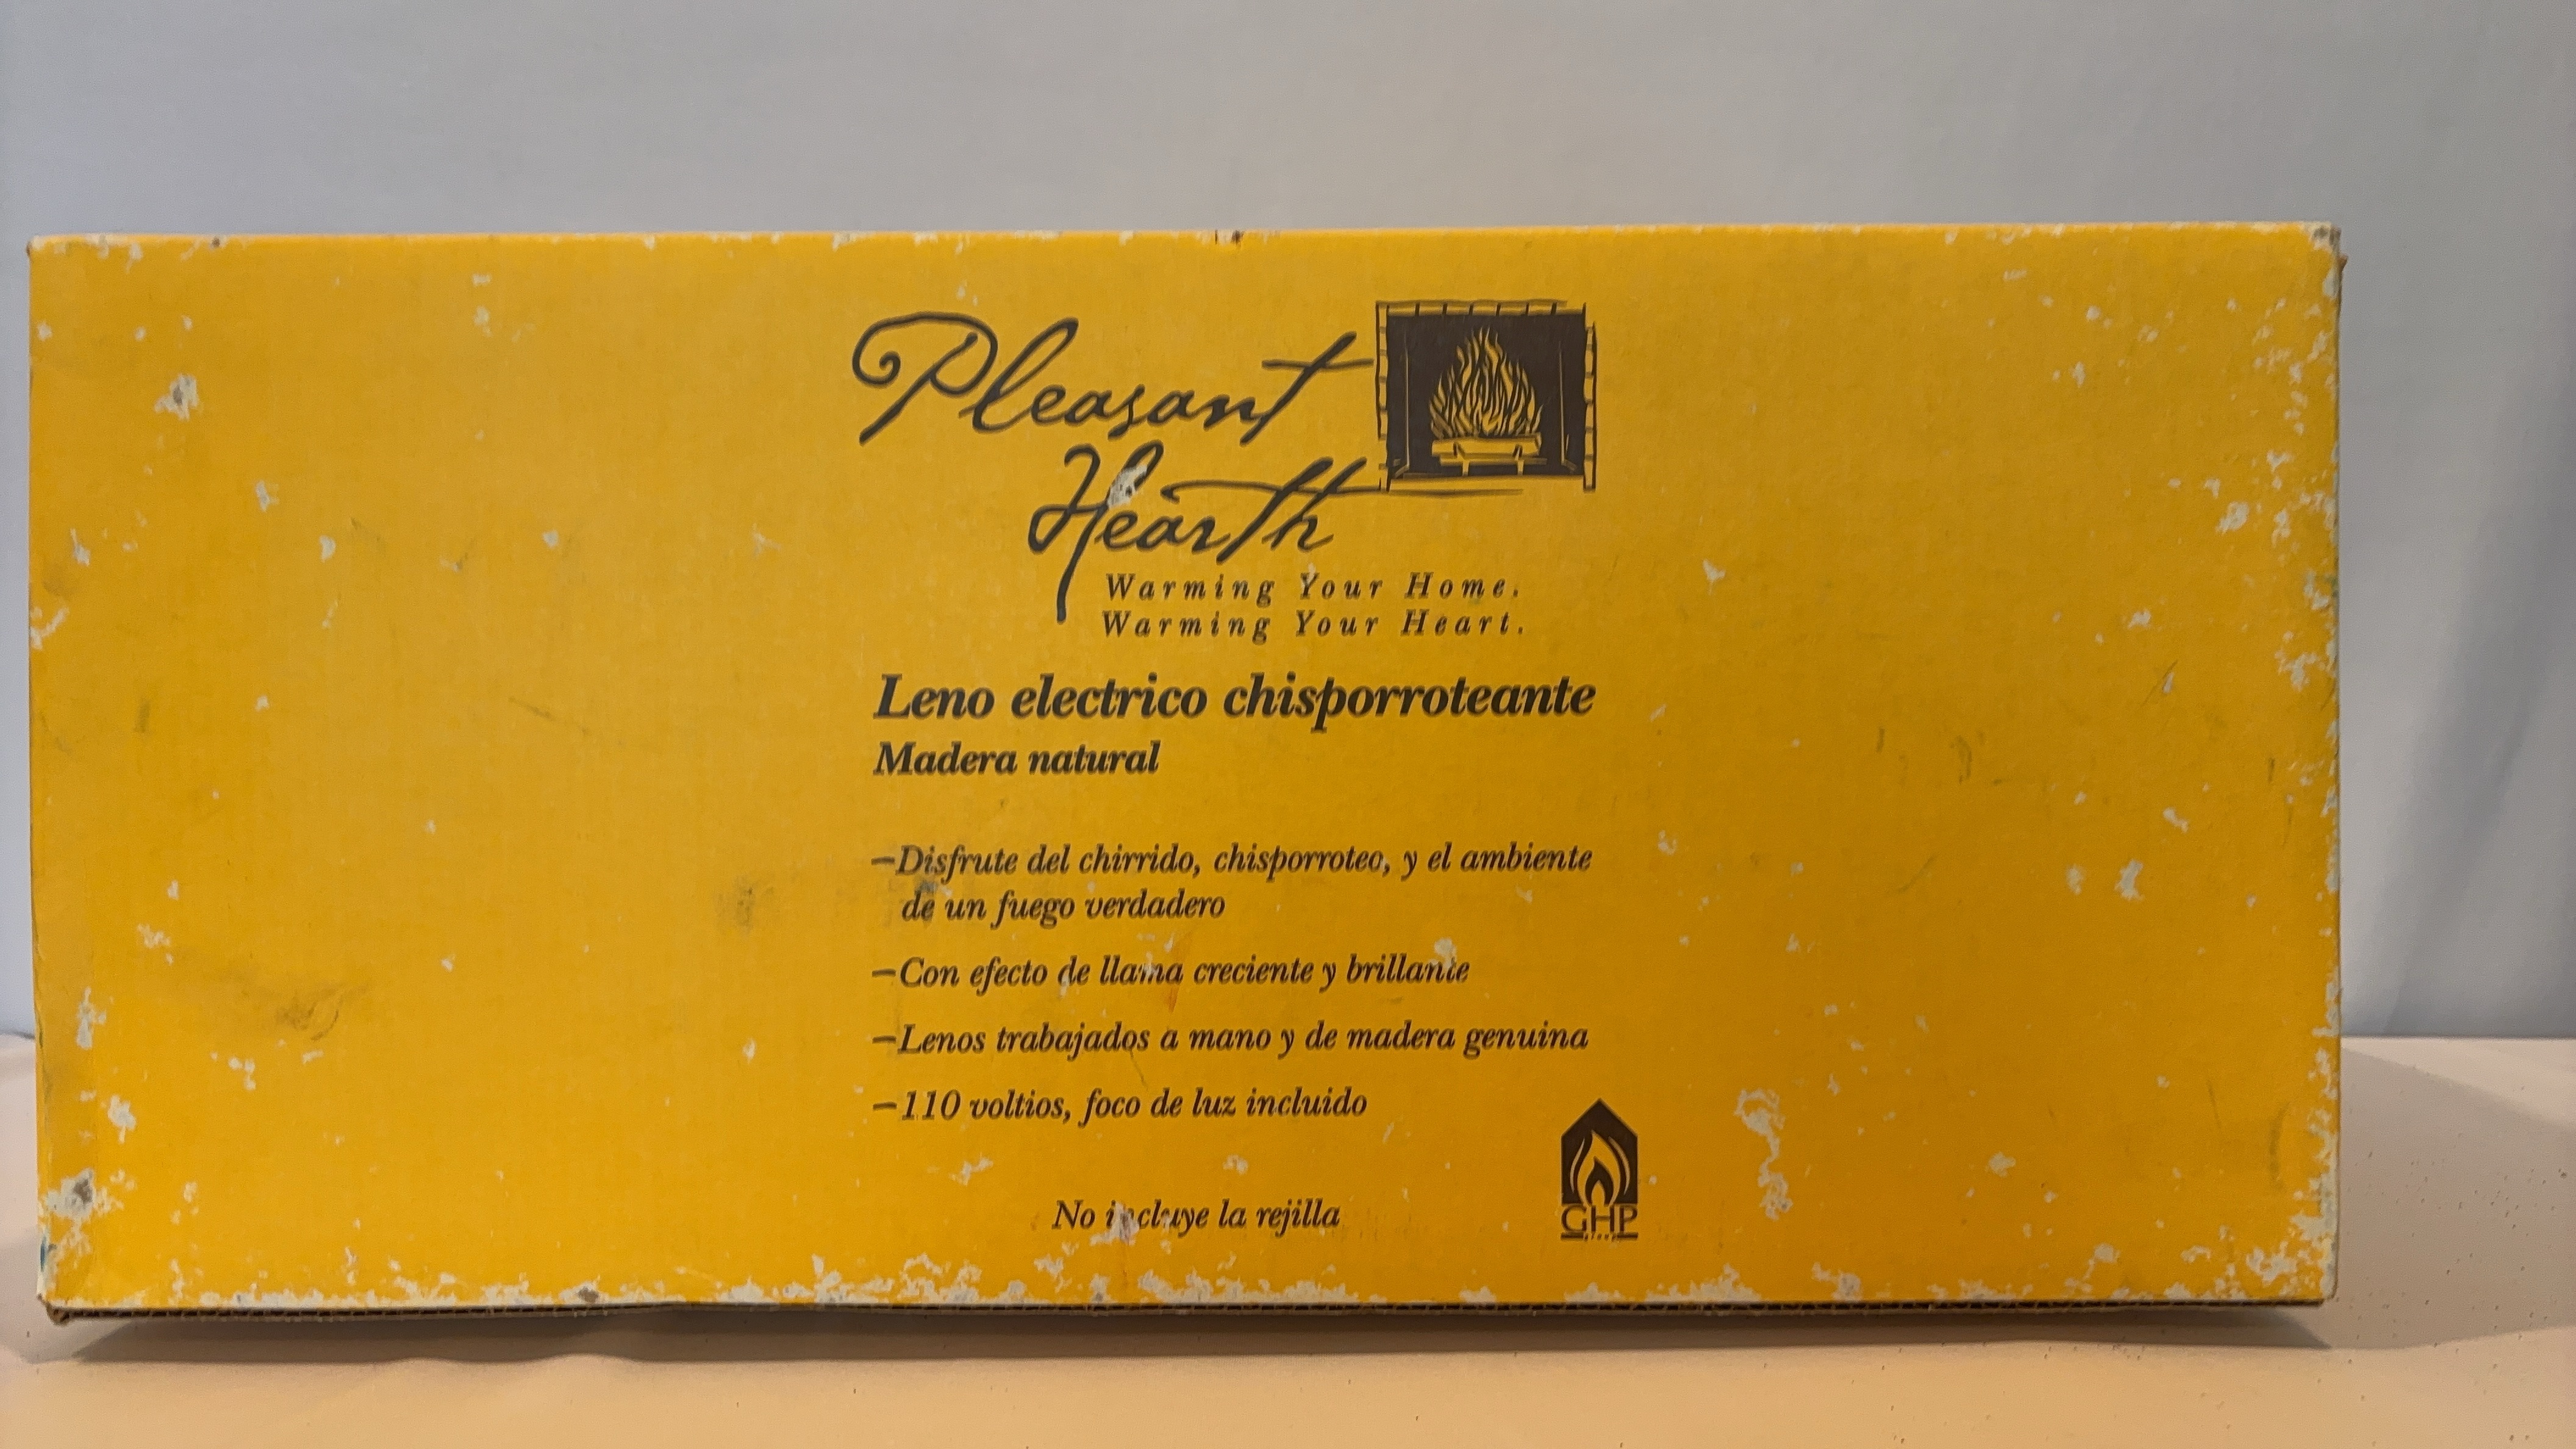 Pleasant
Hearth
Warming Your Home.
Warming Your Heart.
Leno electrico chisporroteante
Madera natural
—Disfrute del chirrido, chisporroteo, y el ambiente
de un fuego verdadero
—Con efecto de llama creciente y brillante
—Lenos trabajados a mano y de madera genuina
—110 voltios, foco de luz incluido
No incluye la rejilla
GHP
group